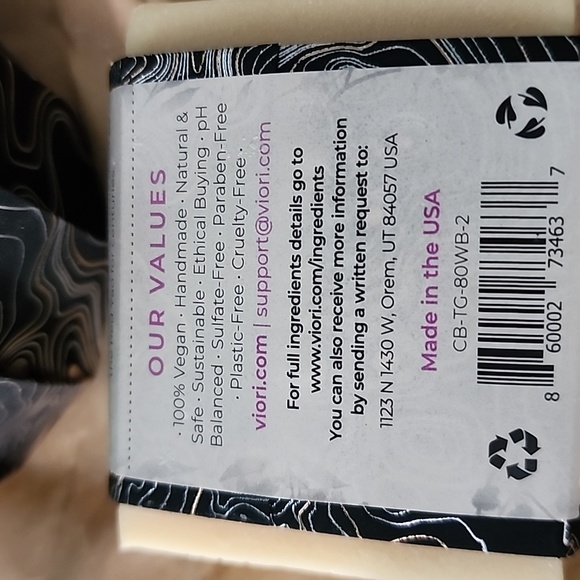 OUR VALUES
· 100% Vegan · Handmade · Natural &
Safe · Sustainable · Ethical Buying · pH
Balanced · Sulfate-Free · Paraben-Free
· Plastic-Free · Cruelty-Free ·
viori.com | support@viori.com
For full ingredients details go to
www.viori.com/ingredients
You can also receive more information
by sending a written request to:
1123 N 1430 W, Orem, UT 84057 USA
Made in the USA
CB-TG-80WB-2
8 60002 73463 7